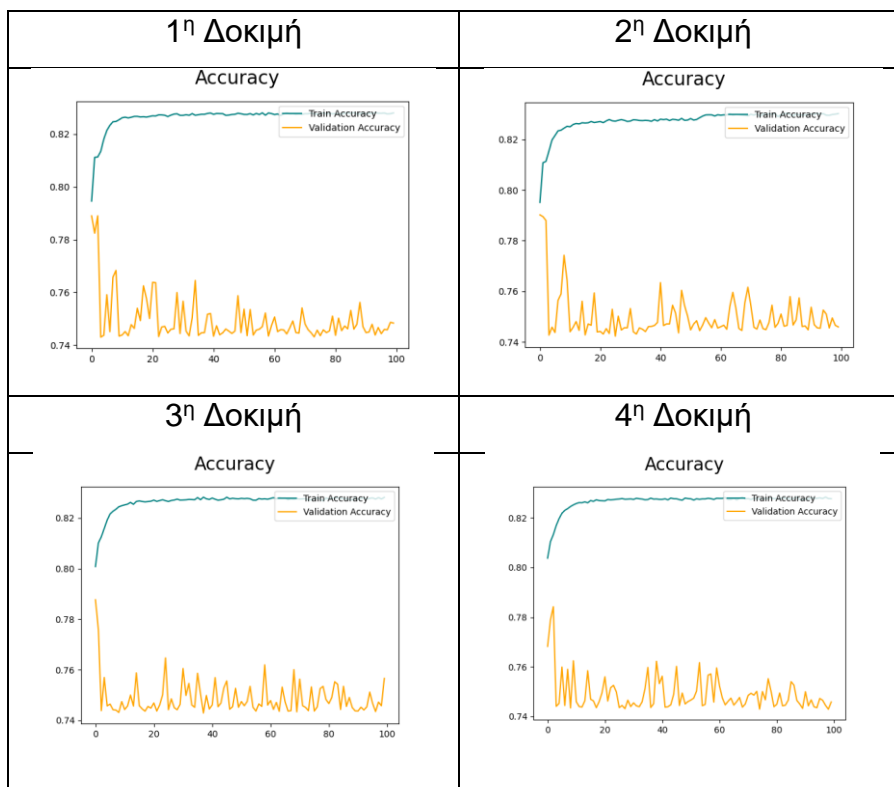 1η Δοκιμή
2η Δοκιμή
Accuracy
Train Accuracy
Validation Accuracy
0.82
0.80
0.78
0.76
0.74
0 20 40 60 80 100
Accuracy
Train Accuracy
Validation Accuracy
0.82
0.80
0.78
0.76
0.74
0 20 40 60 80 100
3η Δοκιμή
4η Δοκιμή
Accuracy
Train Accuracy
Validation Accuracy
0.82
0.80
0.78
0.76
0.74
0 20 40 60 80 100
Accuracy
Train Accuracy
Validation Accuracy
0.82
0.80
0.78
0.76
0.74
0 20 40 60 80 100